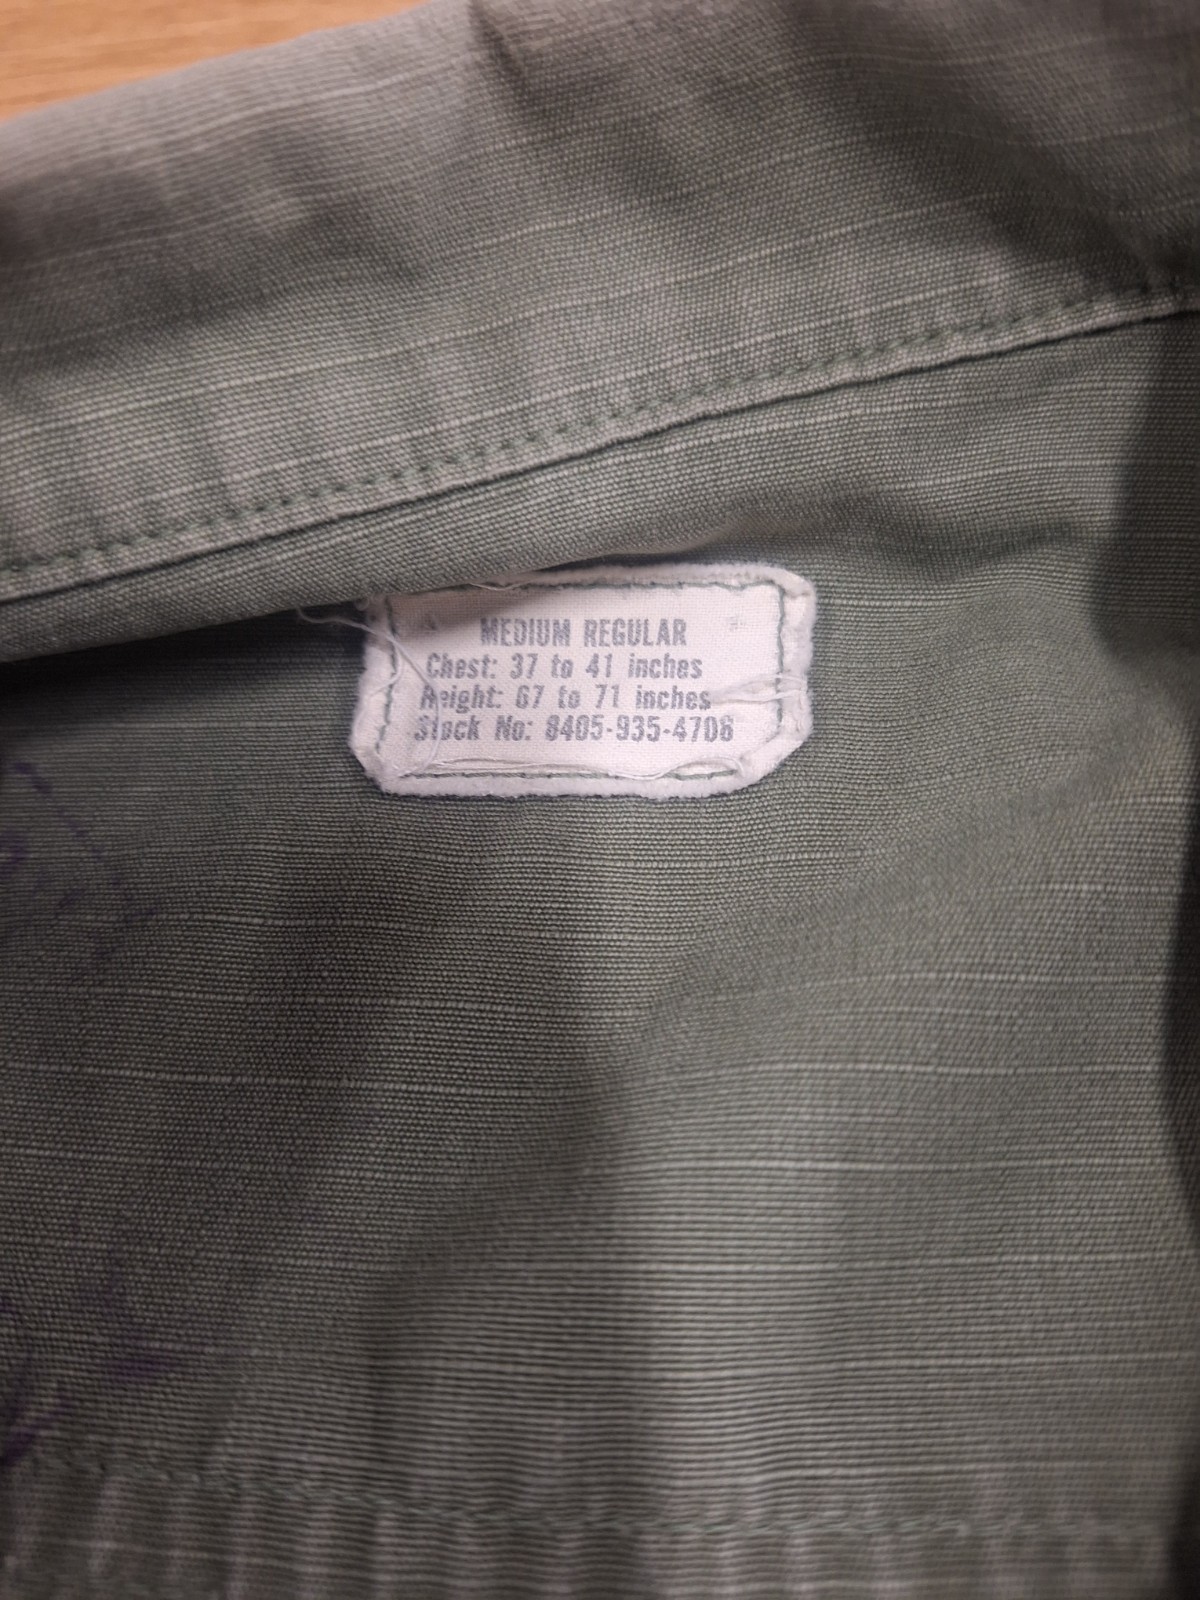 MEDIUM REGULAR
Chest: 37 to 41 inches
Height: 67 to 71 inches
Stock No: 8405-935-4708